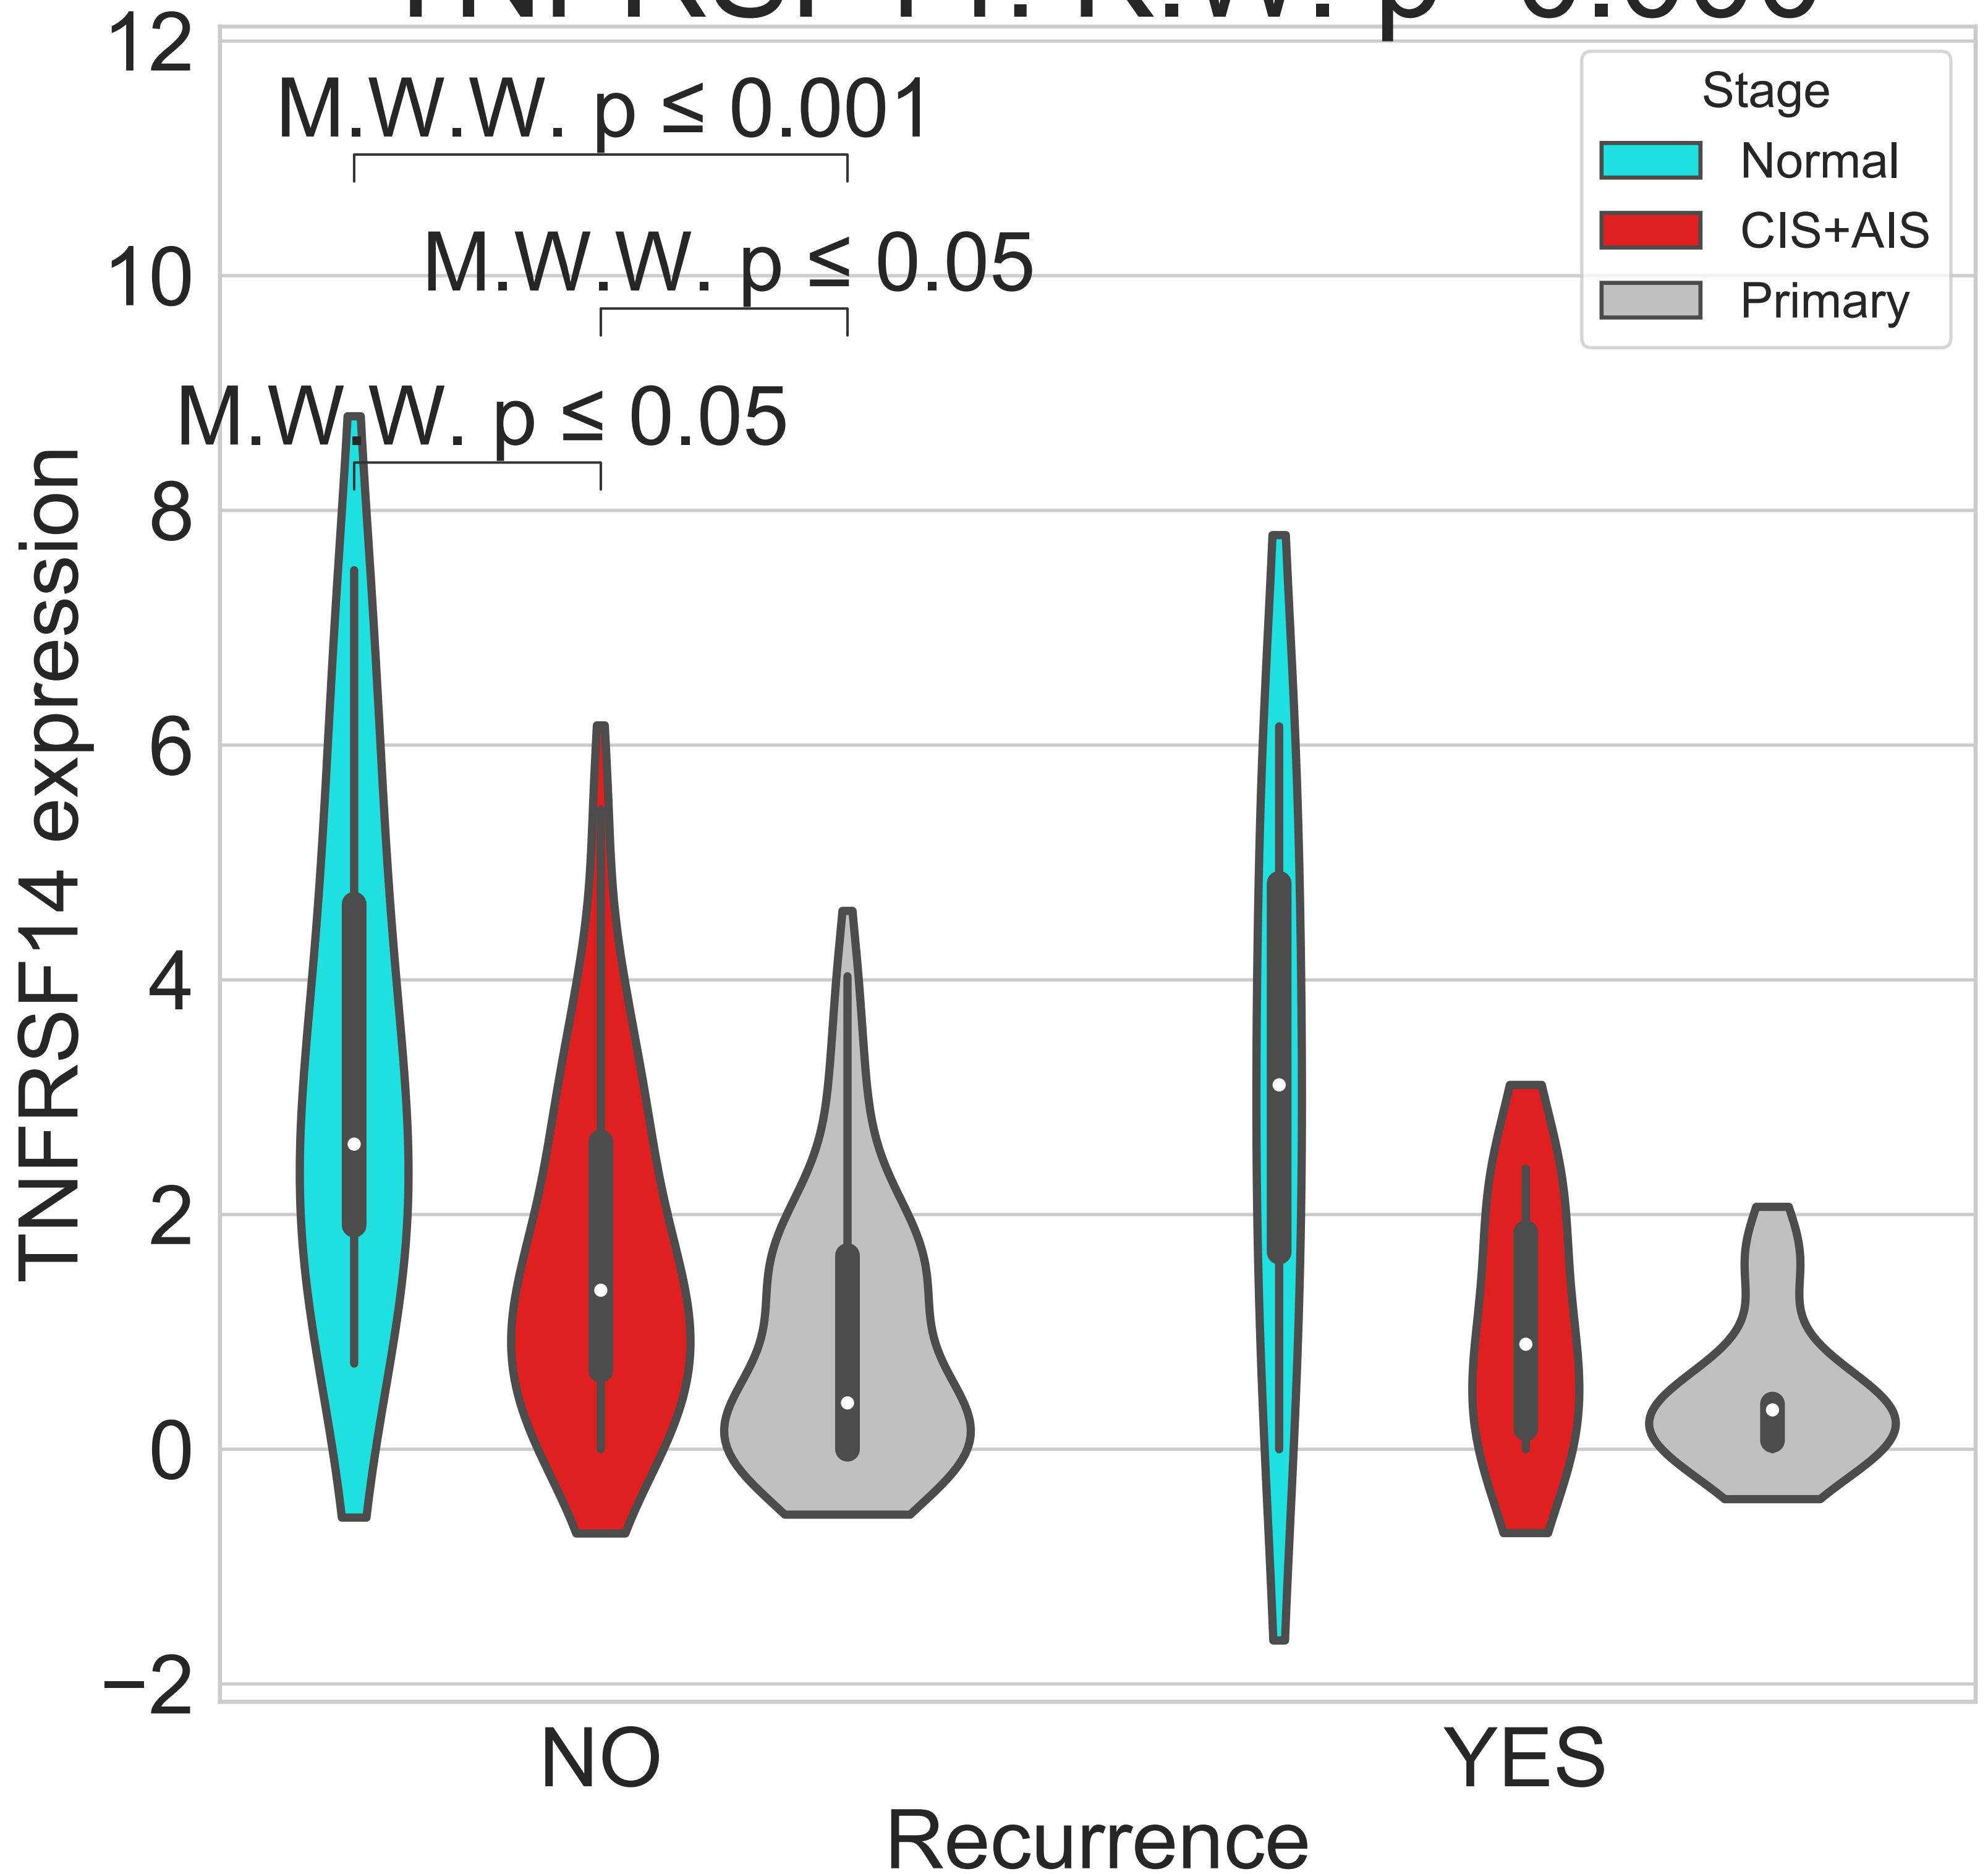 12
M.W.W. p ≤ 0.001
Stage
Normal
CIS+AIS
Primary
10
M.W.W. p ≤ 0.05
M.W.W. p ≤ 0.05
8
6
4
2
0
−2
TNFRSF14 expression
NO
YES
Recurrence